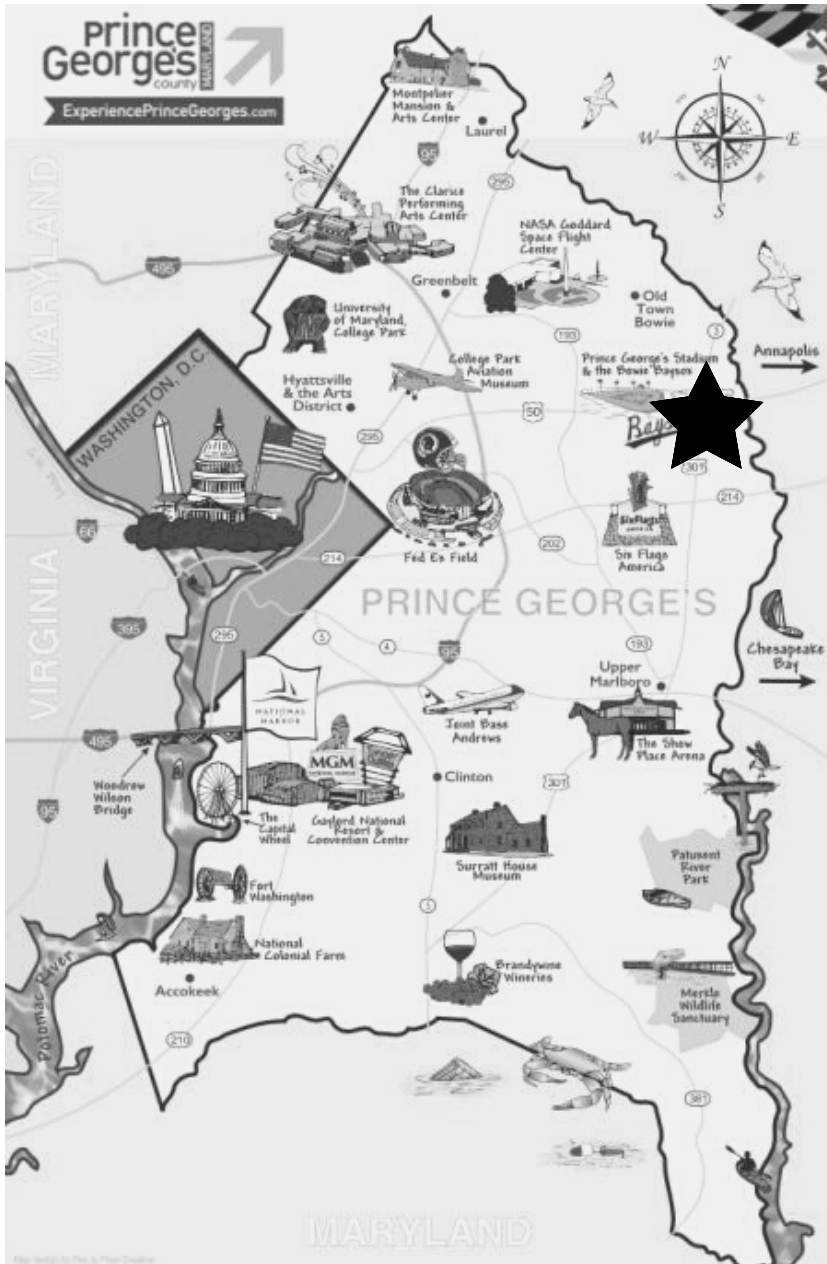 Prince
George's
county
MARYLAND
ExperiencePrinceGeorges.com
N
W
E
S
Montpelier
Mansion &
Arts Center
Laurel
95
295
The Clarice
Performing
Arts Center
NASA Goddard
Space Flight
Center
MARYLAND
495
Greenbelt
Old
Town
Bowie
University
of Maryland,
College Park
193
3
Annapolis
WASHINGTON, D.C.
College Park
Aviation
Museum
Prince George's Stadium
& the Bowie Baysox
Hyattsville
& the Arts
District
50
Bays
295
301
214
66
SixFlags
Six Flags
America
202
Fed Ex Field
214
PRINCE GEORGE'S
VIRGINIA
395
295
5
4
95
193
Chesapeake
Bay
Upper
Marlboro
NATIONAL
HARBOR
Joint Base
Andrews
The Show
Place Arena
495
MGM
NATIONAL HARBOR
Clinton
301
Woodrow
Wilson
Bridge
95
The
Capital
Wheel
Gaylord National
Resort &
Convention Center
Surratt House
Museum
Patuxent
River
Park
Fort
Washington
5
National
Colonial Farm
Brandywine
Wineries
Potomac River
Accokeek
Merkle
Wildlife
Sanctuary
210
381
MARYLAND